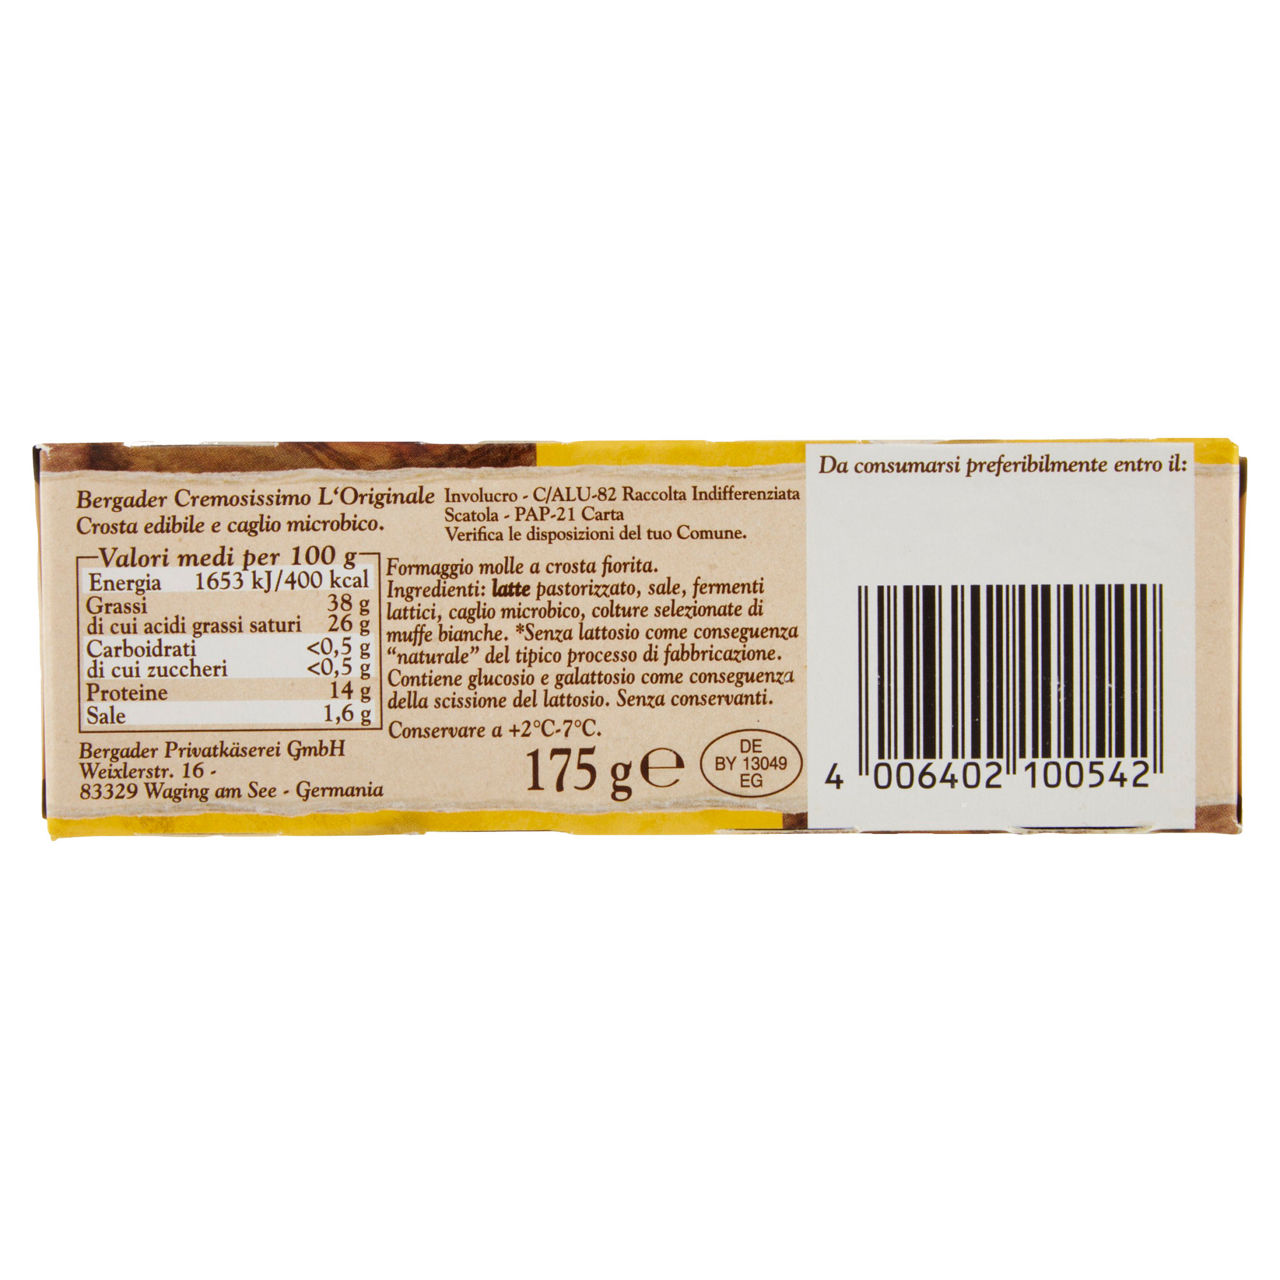 Bergader Cremosissimo L'Originale
Crosta edibile e caglio microbico.
Involucro - C/ALU-82 Raccolta Indifferenziata
Scatola - PAP-21 Carta
Verifica le disposizioni del tuo Comune.
Valori medi per 100 g
Energia 1653 kJ/400 kcal
Grassi 38 g
di cui acidi grassi saturi 26 g
Carboidrati <0,5 g
di cui zuccheri <0,5 g
Proteine 14 g
Sale 1,6 g
Bergader Privatkäserei GmbH
Weixlerstr. 16 -
83329 Waging am See - Germania
Formaggio molle a crosta fiorita.
Ingredienti: latte pastorizzato, sale, fermenti
lattici, caglio microbico, colture selezionate di
muffe bianche. *Senza lattosio come conseguenza
"naturale" del tipico processo di fabbricazione.
Contiene glucosio e galattosio come conseguenza
della scissione del lattosio. Senza conservanti.
Conservare a +2°C-7°C.
175 g ℮
DE
BY 13049
EG
Da consumarsi preferibilmente entro il:
4 006402 100542